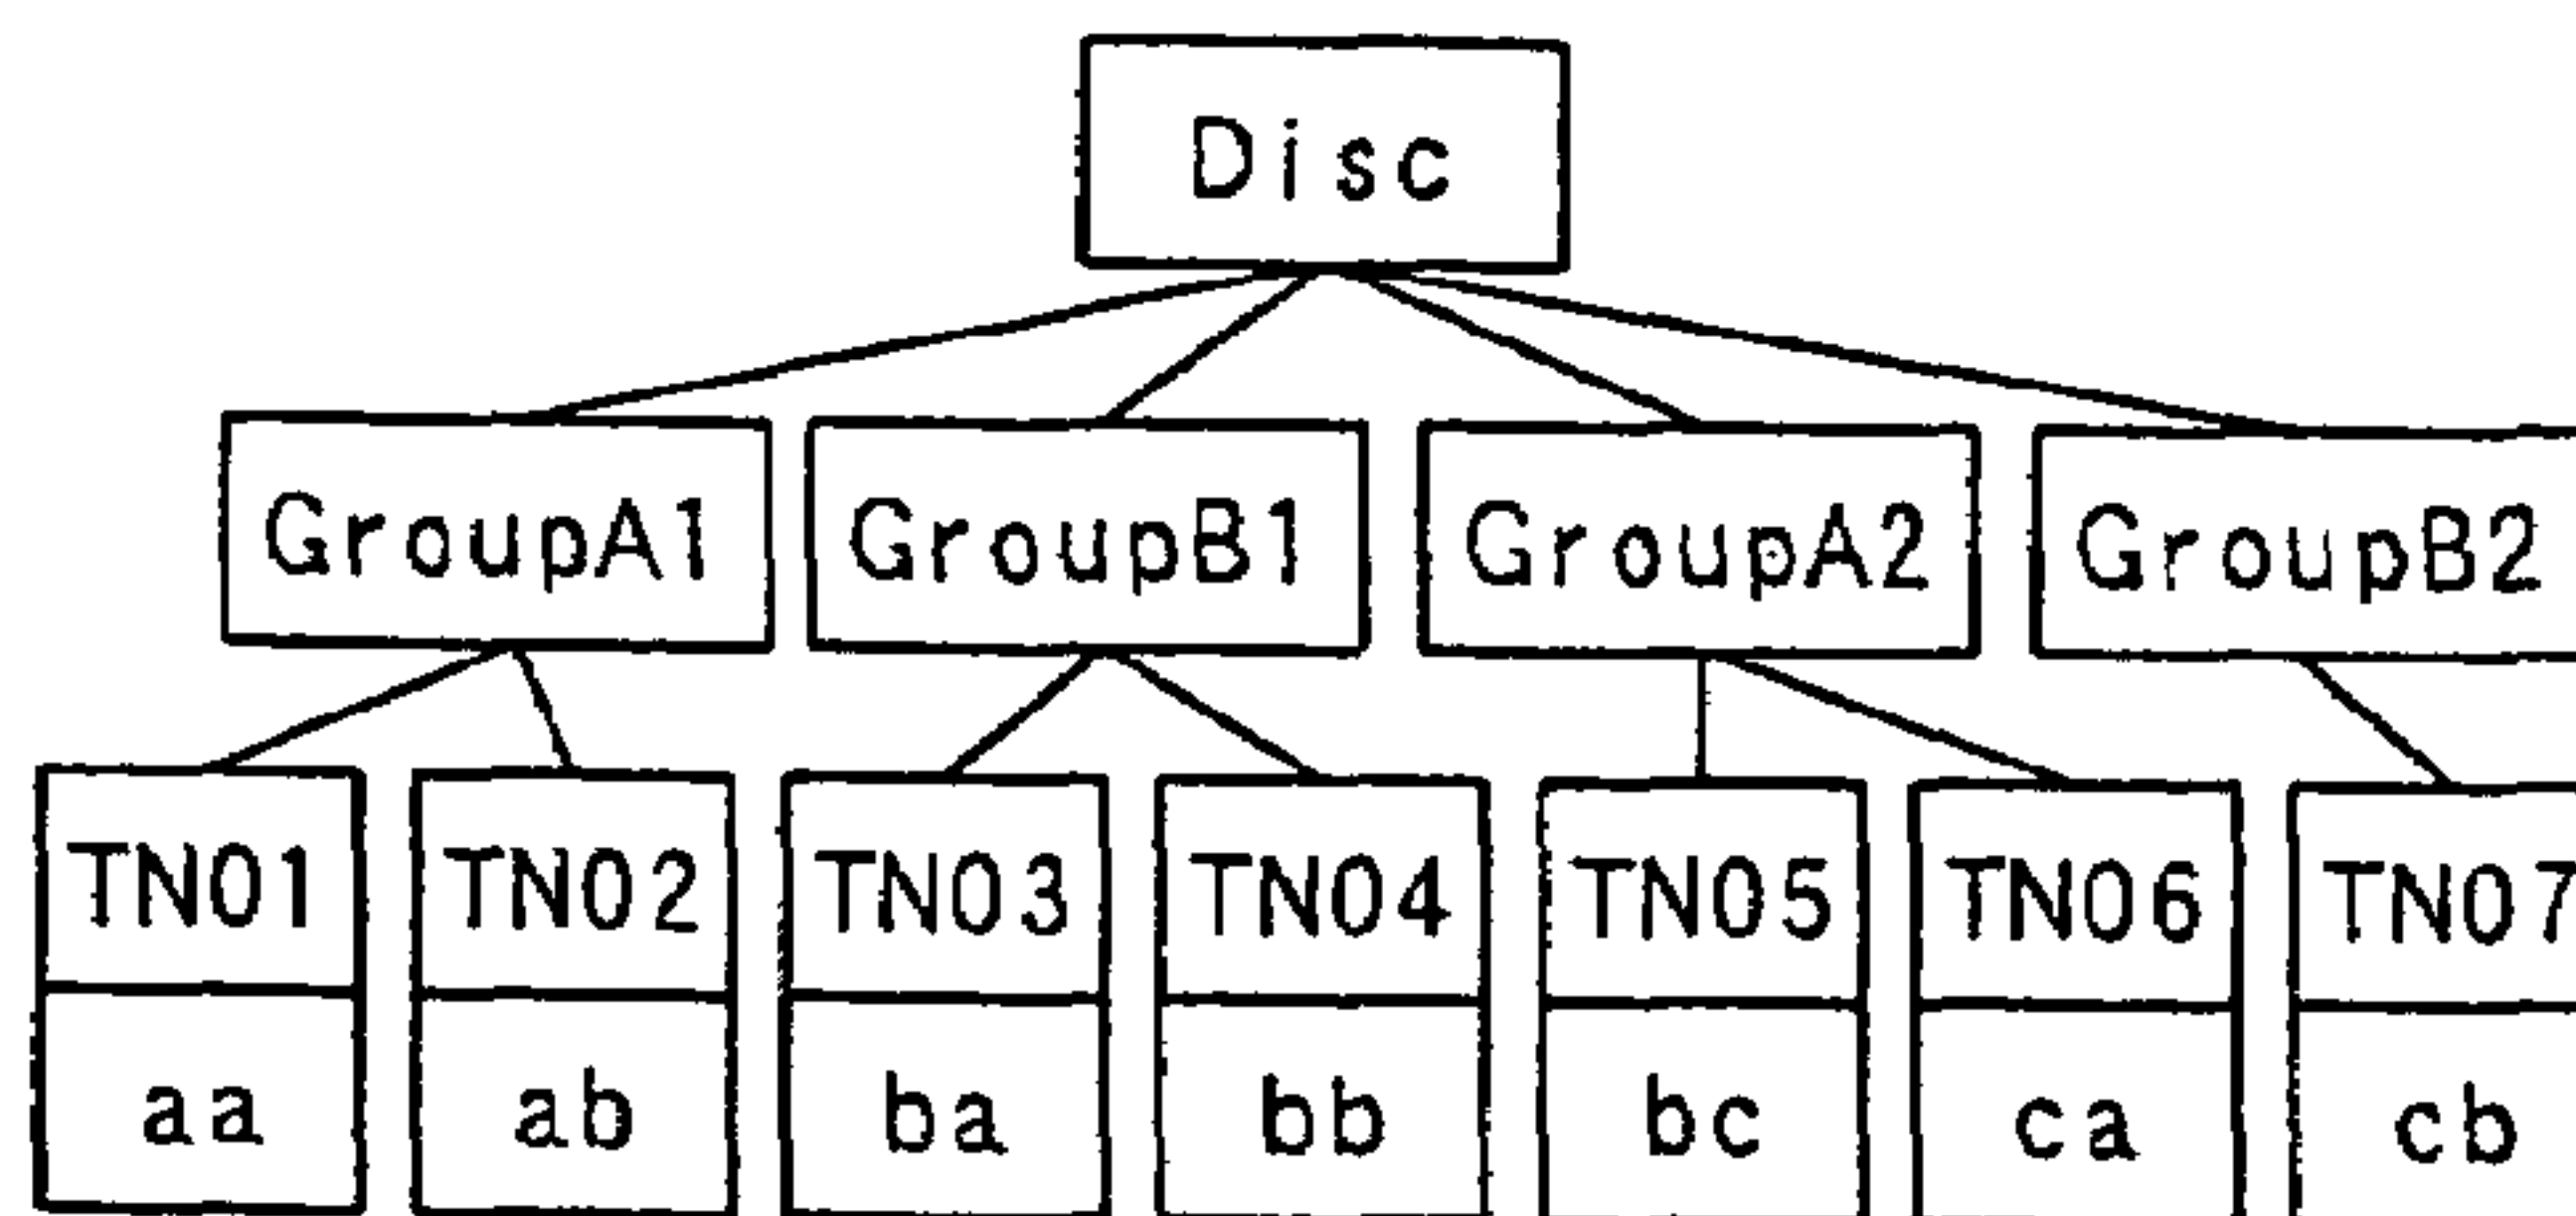 Disc
GroupA1 GroupB1 GroupA2 GroupB2
TN01 TN02 TN03 TN04 TN05 TN06 TN07
aa ab ba bb bc ca cb